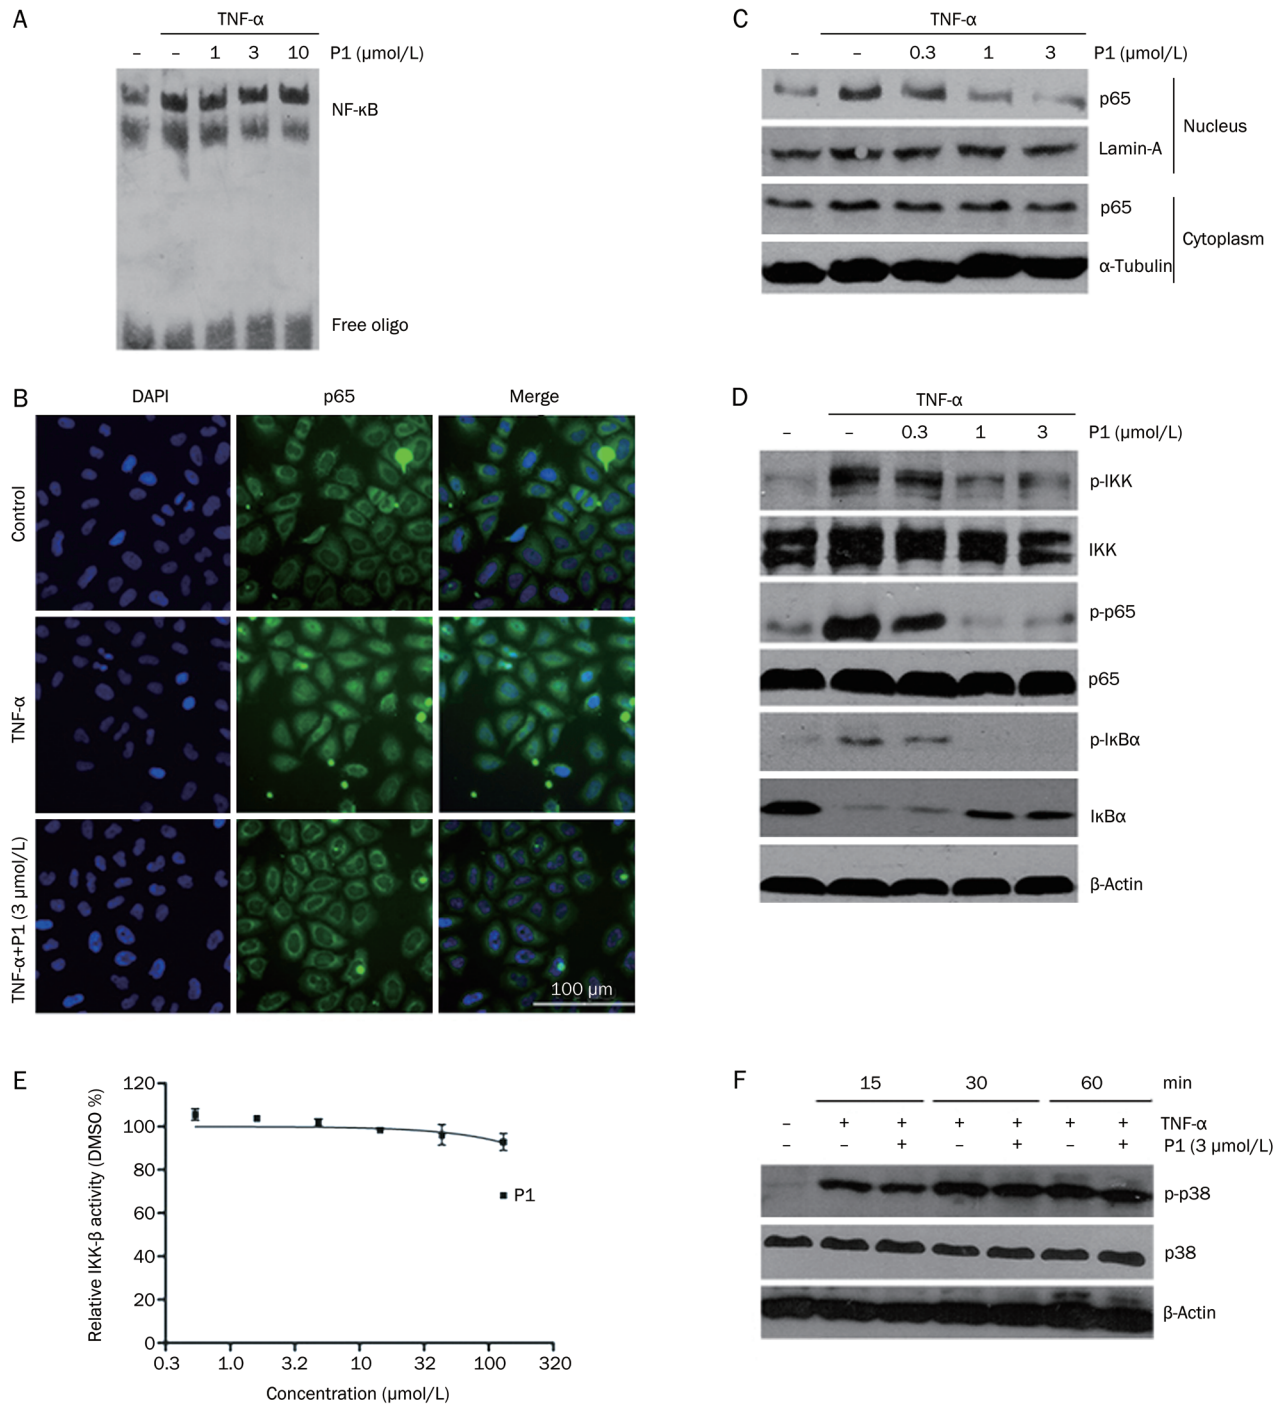 A
TNF-α
– – 1 3 10 P1 (μmol/L)
NF-κB
Free oligo
B
DAPI p65 Merge
Control
TNF-α
TNF-α+P1 (3 μmol/L)
100 μm
C
TNF-α
– – 0.3 1 3 P1 (μmol/L)
p65
Lamin-A
Nucleus
p65
α-Tubulin
Cytoplasm
D
TNF-α
– – 0.3 1 3 P1 (μmol/L)
p-IKK
IKK
p-p65
p65
p-IκBα
IκBα
β-Actin
E
Relative IKK-β activity (DMSO %)
120
100
80
60
40
20
0
P1
0.3 1.0 3.2 10 32 100 320
Concentration (μmol/L)
F
15 30 60 min
– + + + + + + TNF-α
– – + – + – + P1 (3 μmol/L)
p-p38
p38
β-Actin